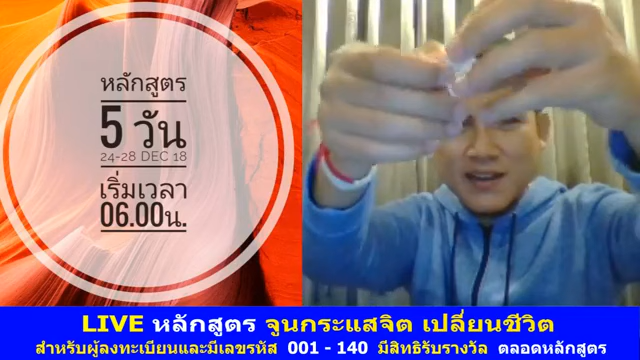 หลักสูตร
5 วัน
24-28 DEC 18
เริ่มเวลา
06.00น.
LIVE หลักสูตร จูนกระแสจิต เปลี่ยนชีวิต
สำหรับผู้ลงทะเบียนและมีเลขรหัส 001 - 140 มีสิทธิรับรางวัล ตลอดหลักสูตร